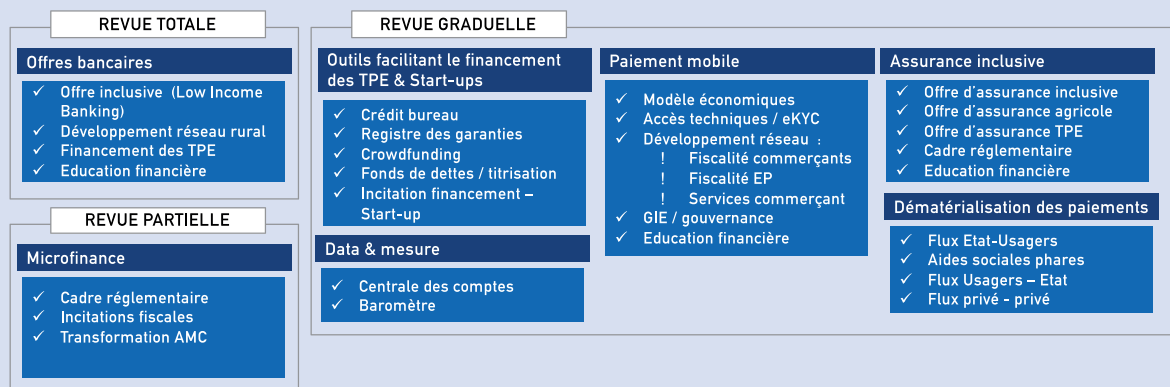 REVUE TOTALE
Offres bancaires
✓ Offre inclusive (Low Income
Banking)
✓ Développement réseau rural
✓ Financement des TPE
✓ Education financière
REVUE PARTIELLE
Microfinance
✓ Cadre réglementaire
✓ Incitations fiscales
✓ Transformation AMC
REVUE GRADUELLE
Outils facilitant le financement
des TPE & Start-ups
✓ Crédit bureau
✓ Registre des garanties
✓ Crowdfunding
✓ Fonds de dettes / titrisation
✓ Incitation financement –
Start-up
Data & mesure
✓ Centrale des comptes
✓ Baromètre
Paiement mobile
✓ Modèle économiques
✓ Accès techniques / eKYC
✓ Développement réseau :
! Fiscalité commerçants
! Fiscalité EP
! Services commerçant
✓ GIE / gouvernance
✓ Education financière
Assurance inclusive
✓ Offre d'assurance inclusive
✓ Offre d'assurance agricole
✓ Offre d'assurance TPE
✓ Cadre réglementaire
✓ Education financière
Dématérialisation des paiements
✓ Flux Etat-Usagers
✓ Aides sociales phares
✓ Flux Usagers – Etat
✓ Flux privé - privé